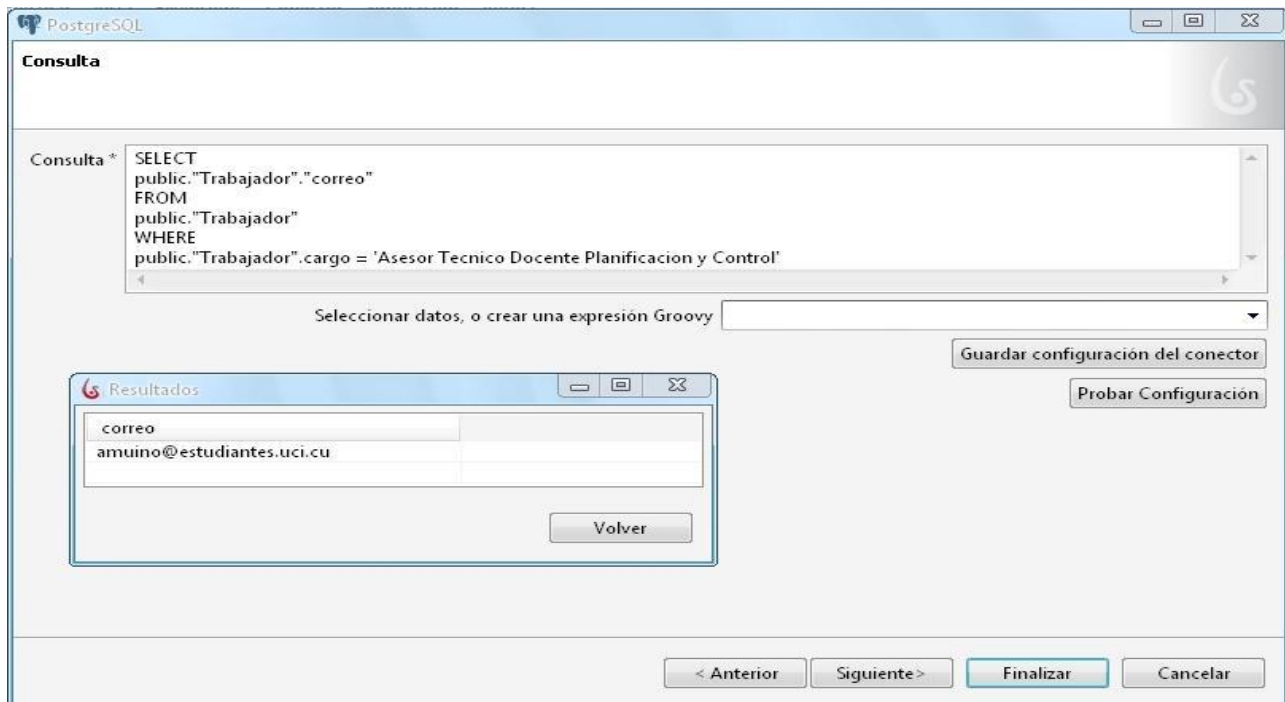 PostgreSQL
Consulta
Consulta *
SELECT
public."Trabajador"."correo"
FROM
public."Trabajador"
WHERE
public."Trabajador".cargo = 'Asesor Tecnico Docente Planificacion y Control'
Seleccionar datos, o crear una expresión Groovy
Guardar configuración del conector
Probar Configuración
Resultados
correo
amuino@estudiantes.uci.cu
Volver
< Anterior
Siguiente>
Finalizar
Cancelar